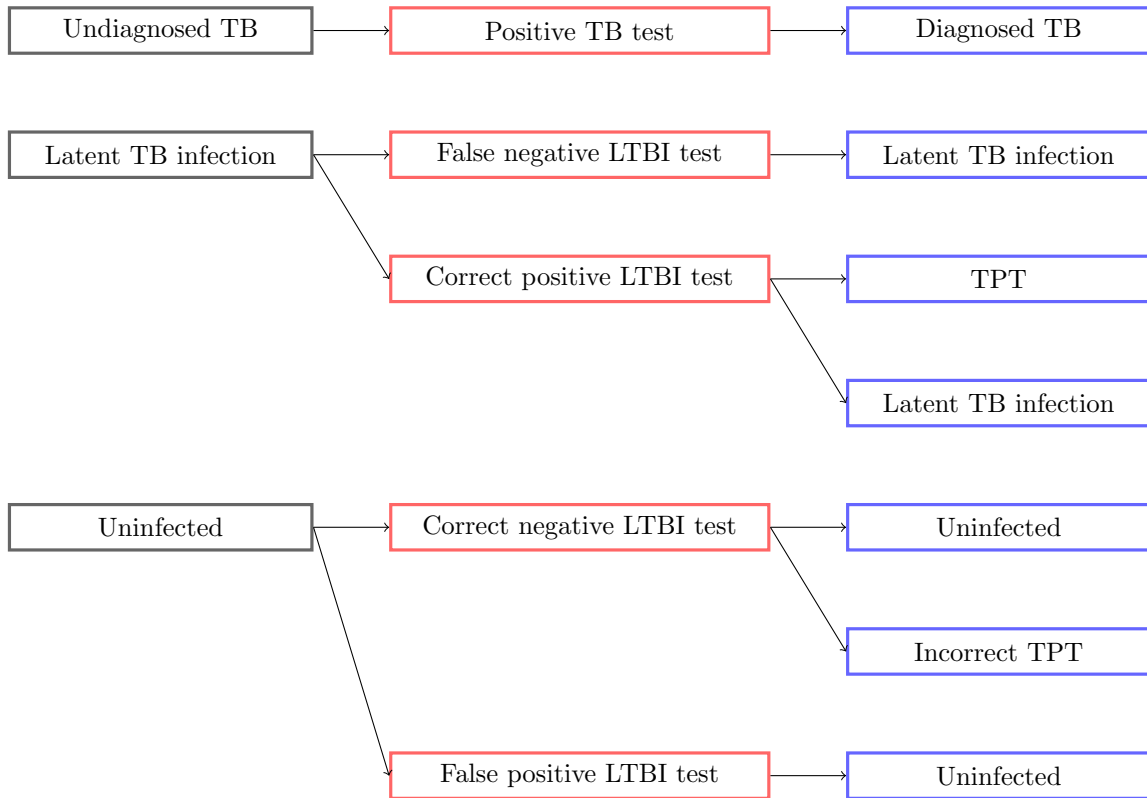 Undiagnosed TB
Positive TB test
Diagnosed TB
Latent TB infection
False negative LTBI test
Latent TB infection
Correct positive LTBI test
TPT
Latent TB infection
Uninfected
Correct negative LTBI test
Uninfected
Incorrect TPT
False positive LTBI test
Uninfected